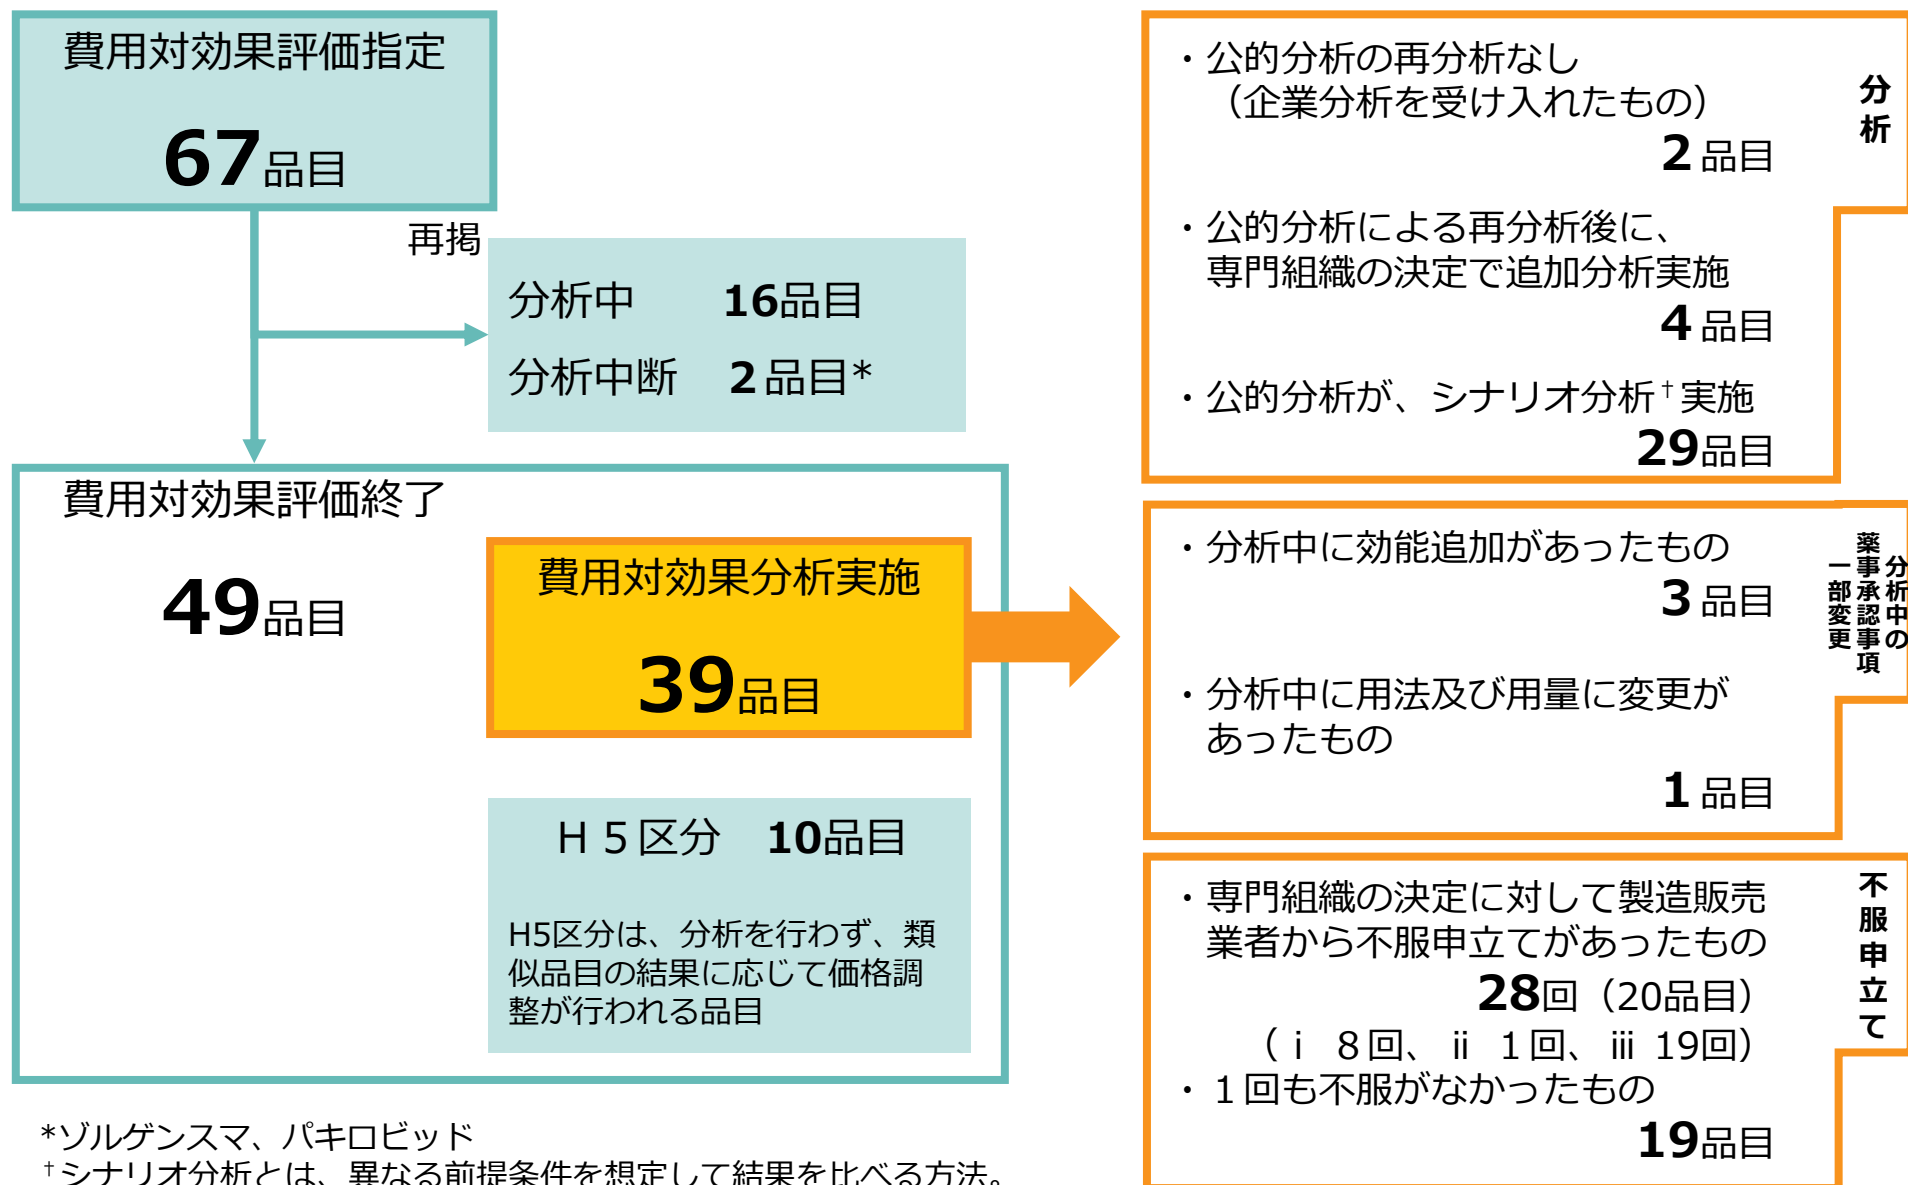 費用対効果評価指定
67品目
再掲
分析中　16品目
分析中断　2品目*
費用対効果評価終了
49品目
費用対効果分析実施
39品目
H５区分　10品目
H5区分は、分析を行わず、類
似品目の結果に応じて価格調
整が行われる品目
*ゾルゲンスマ、パキロビッド
†シナリオ分析とは、異なる前提条件を想定して結果を比べる方法。
分析
・公的分析の再分析なし
（企業分析を受け入れたもの）
2品目
・公的分析による再分析後に、
専門組織の決定で追加分析実施
4品目
・公的分析が、シナリオ分析†実施
29品目
分析中の
薬事承認事項
一部変更
・分析中に効能追加があったもの
3品目
・分析中に用法及び用量に変更が
あったもの
1品目
不服申立て
・専門組織の決定に対して製造販売
業者から不服申立てがあったもの
28回（20品目）
（ⅰ ８回、ⅱ １回、ⅲ 19回）
・１回も不服がなかったもの
19品目